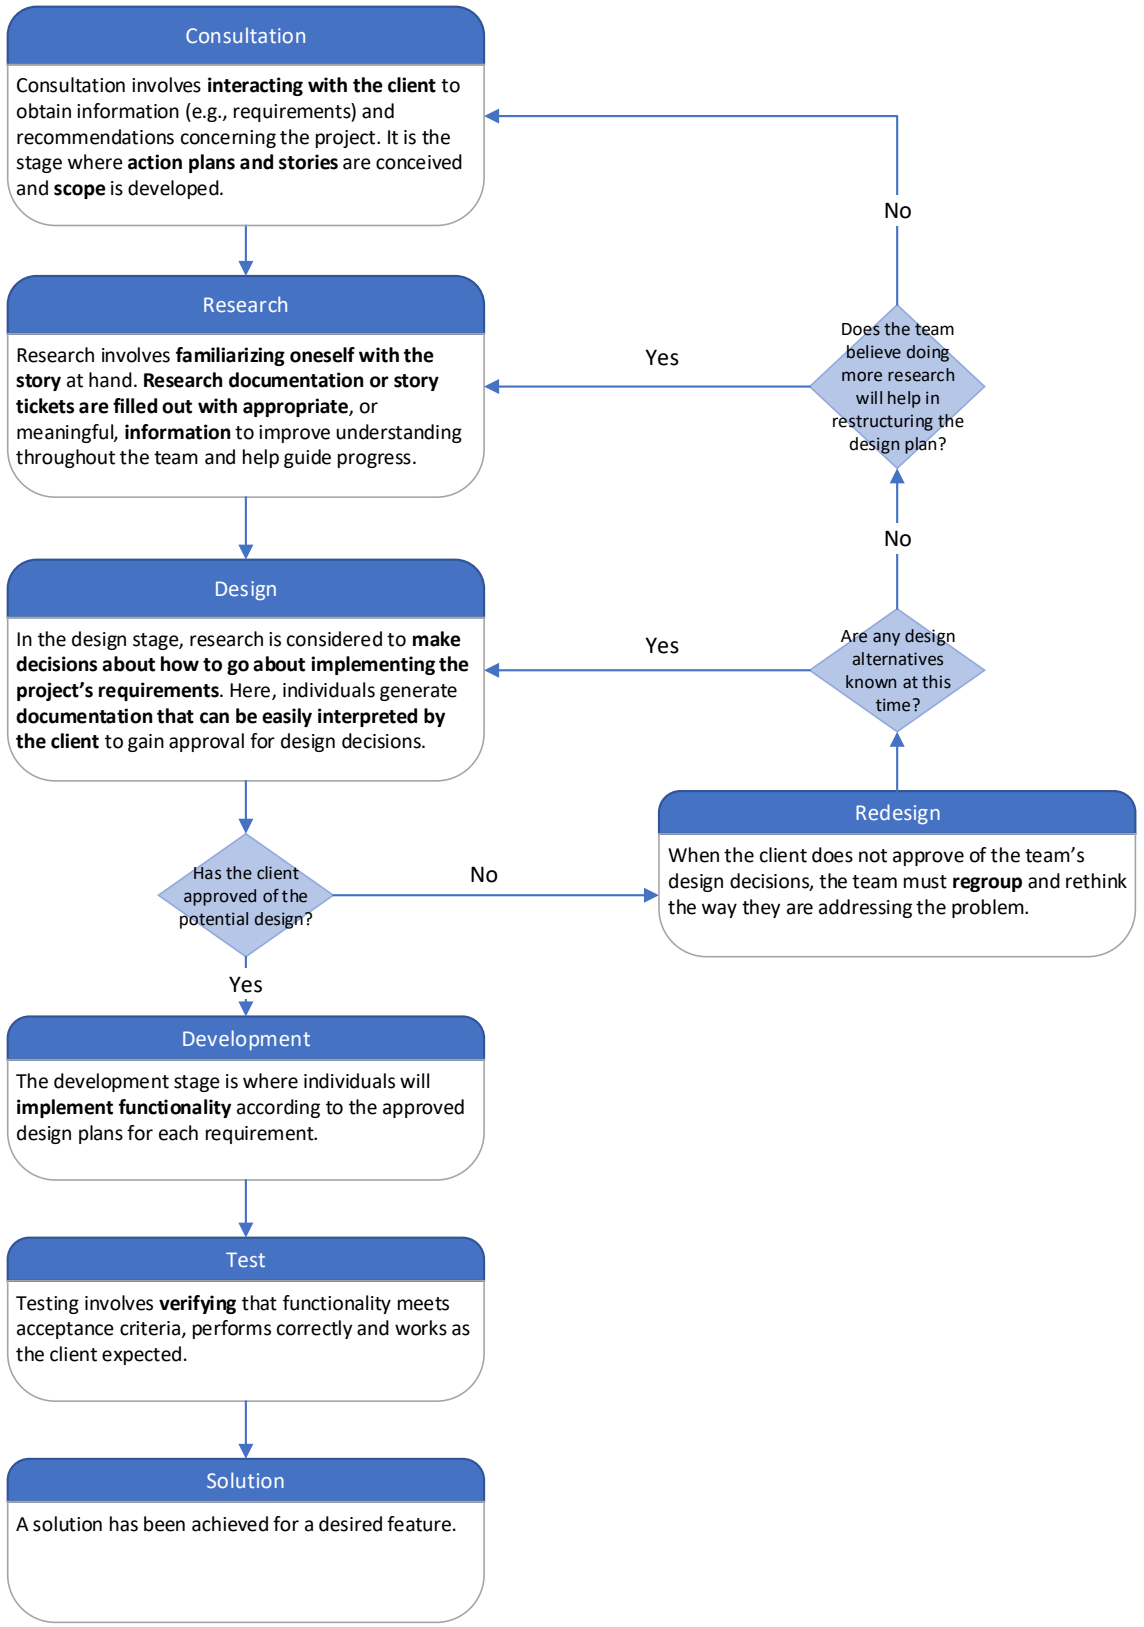 Consultation
Consultation involves interacting with the client to
obtain information (e.g., requirements) and
recommendations concerning the project. It is the
stage where action plans and stories are conceived
and scope is developed.
No
Research
Research involves familiarizing oneself with the
story at hand. Research documentation or story
tickets are filled out with appropriate, or
meaningful, information to improve understanding
throughout the team and help guide progress.
Yes
Does the team
believe doing
more research
will help in
restructuring the
design plan?
No
Design
In the design stage, research is considered to make
decisions about how to go about implementing the
project's requirements. Here, individuals generate
documentation that can be easily interpreted by
the client to gain approval for design decisions.
Yes
Are any design
alternatives
known at this
time?
Has the client
approved of the
potential design?
No
Redesign
When the client does not approve of the team's
design decisions, the team must regroup and rethink
the way they are addressing the problem.
Yes
Development
The development stage is where individuals will
implement functionality according to the approved
design plans for each requirement.
Test
Testing involves verifying that functionality meets
acceptance criteria, performs correctly and works as
the client expected.
Solution
A solution has been achieved for a desired feature.